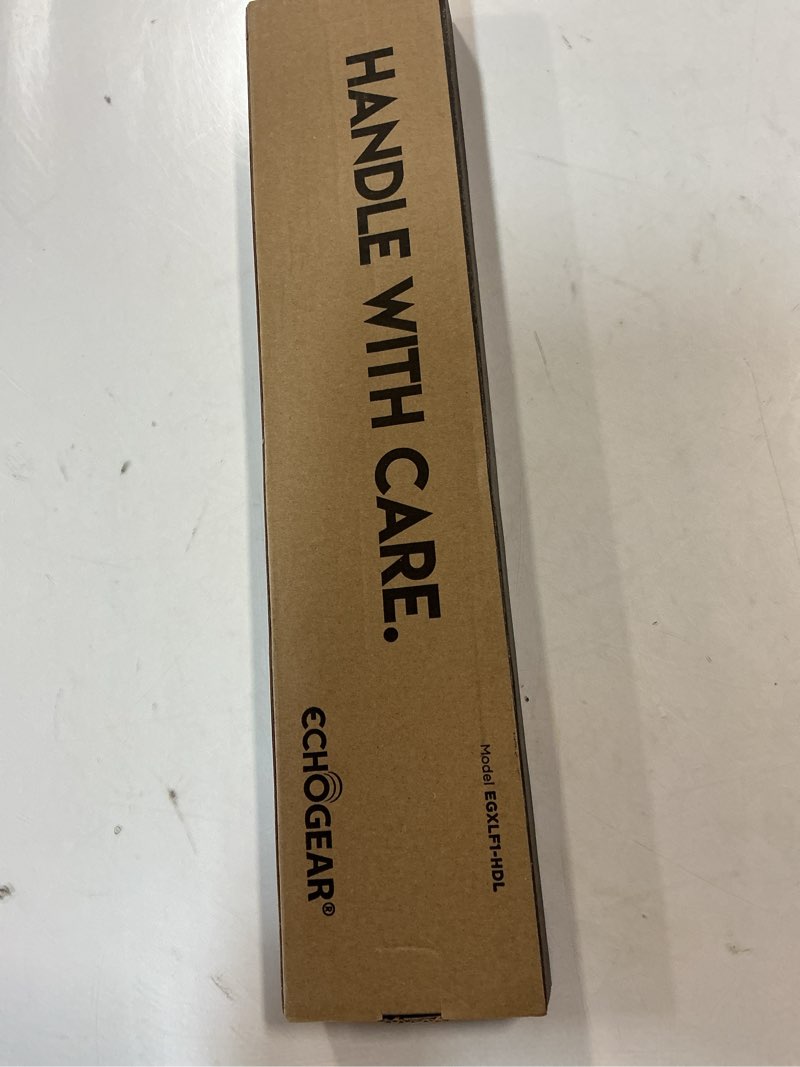 HANDLE WITH CARE.
Model EGXLF1-HDL
ECHOGEAR®